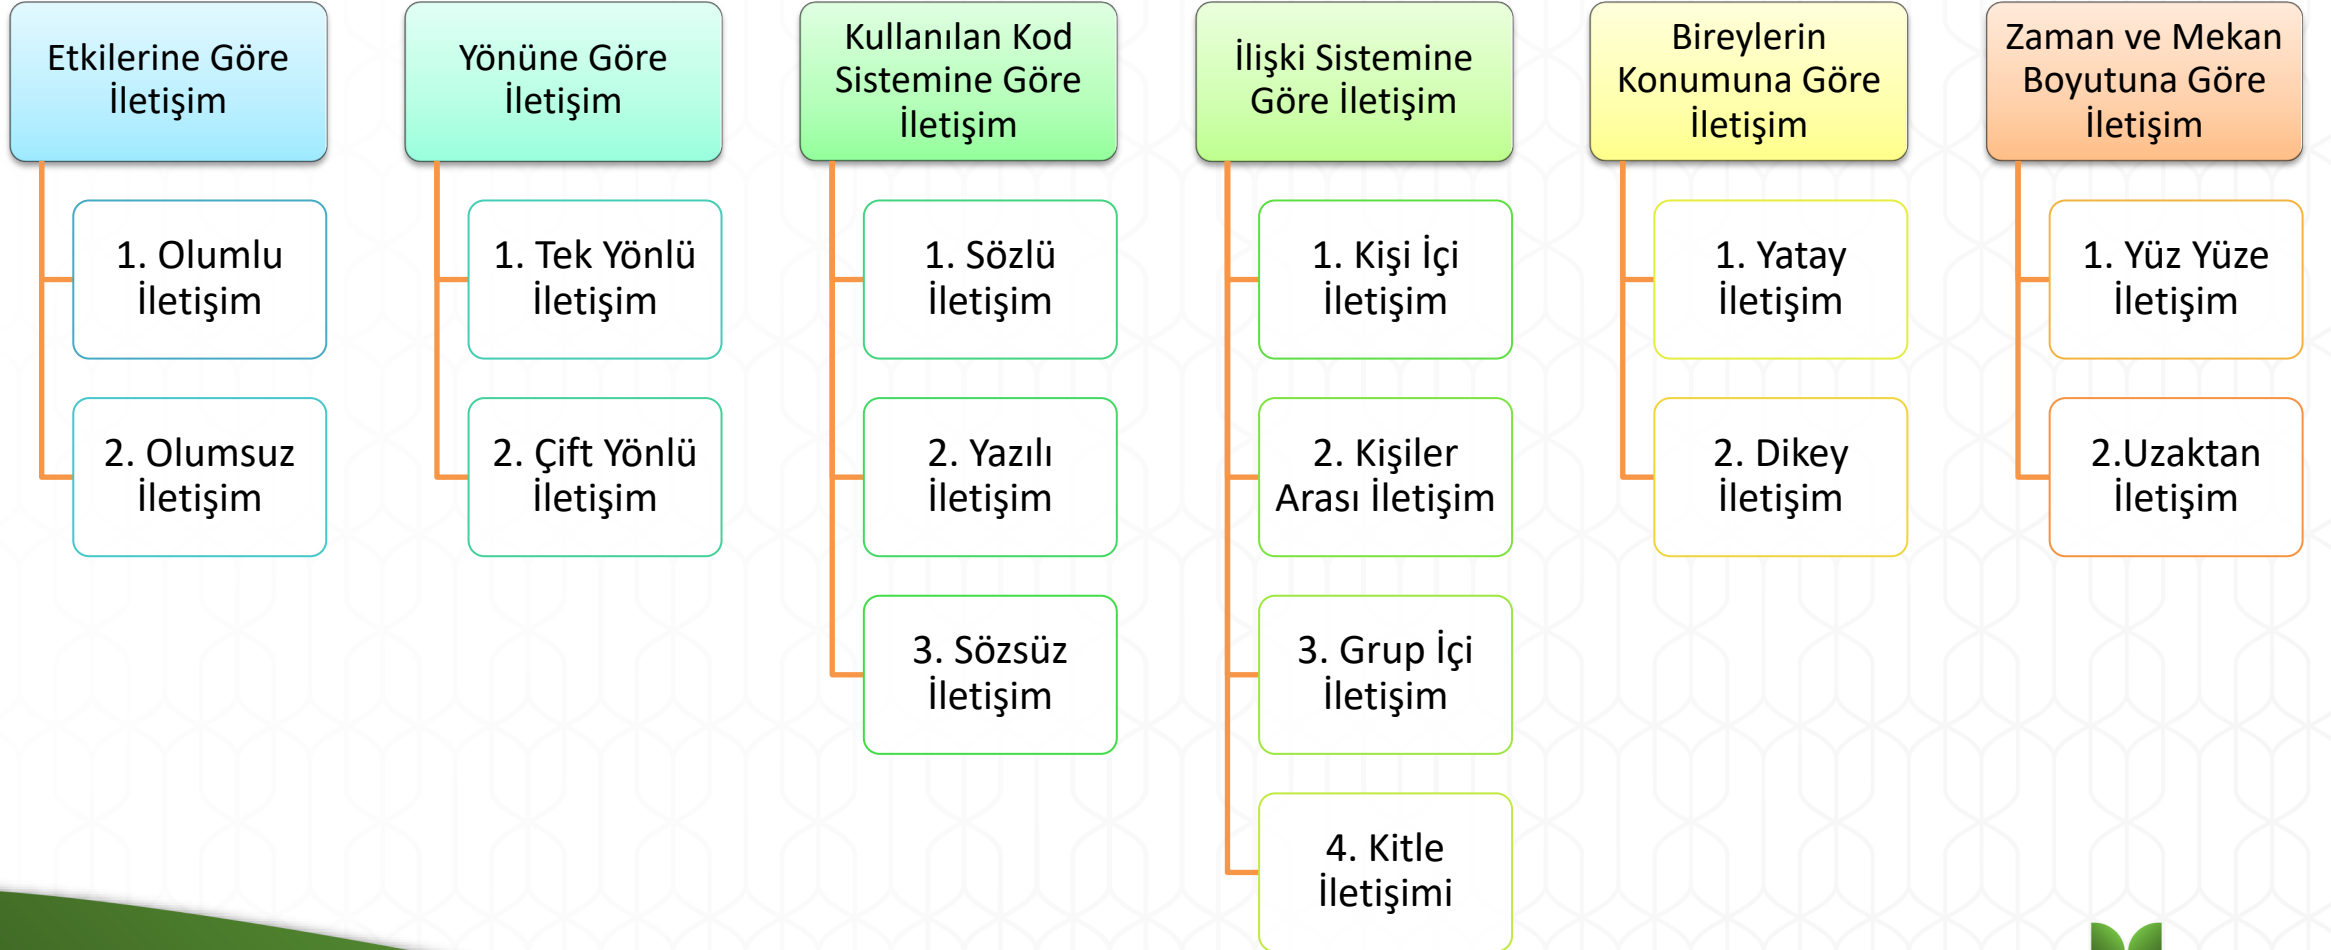 Etkilerine Göre
İletişim
1. Olumlu
İletişim
2. Olumsuz
İletişim
Yönüne Göre
İletişim
1. Tek Yönlü
İletişim
2. Çift Yönlü
İletişim
Kullanılan Kod
Sistemine Göre
İletişim
1. Sözlü
İletişim
2. Yazılı
İletişim
3. Sözsüz
İletişim
İlişki Sistemine
Göre İletişim
1. Kişi İçi
İletişim
2. Kişiler
Arası İletişim
3. Grup İçi
İletişim
4. Kitle
İletişimi
Bireylerin
Konumuna Göre
İletişim
1. Yatay
İletişim
2. Dikey
İletişim
Zaman ve Mekan
Boyutuna Göre
İletişim
1. Yüz Yüze
İletişim
2.Uzaktan
İletişim